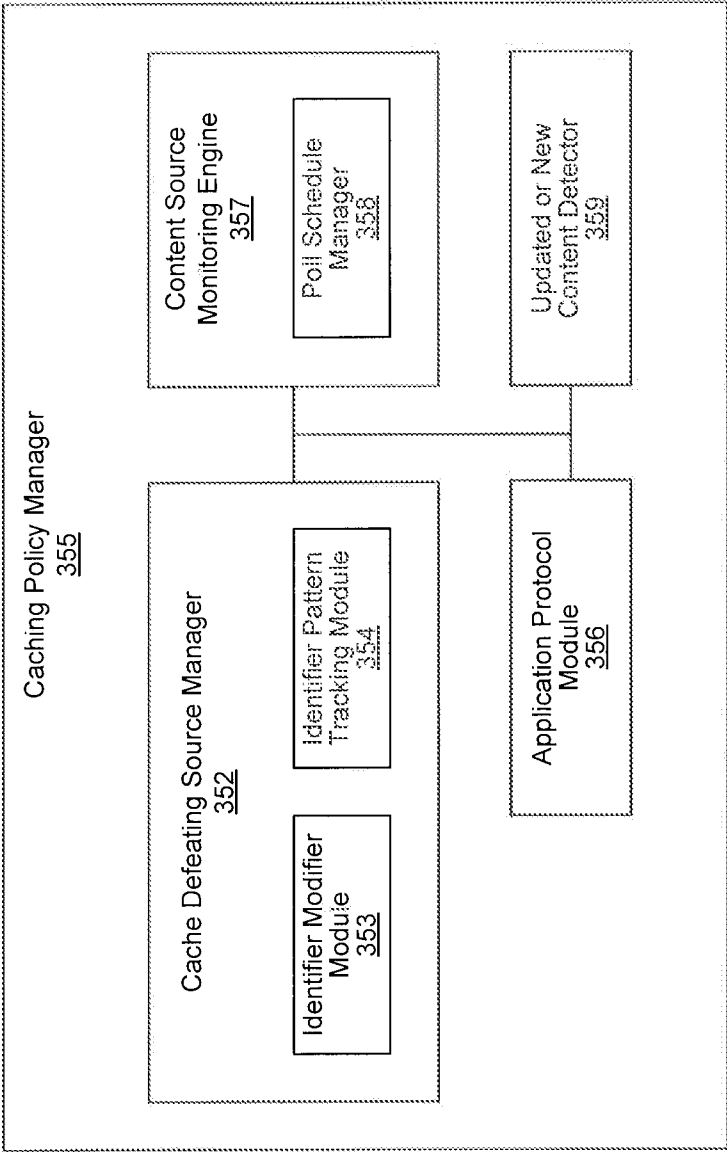 Caching Policy Manager
355
Cache Defeating Source Manager
352
Identifier Modifier
Module
353
Identifier Pattern
Tracking Module
354
Content Source
Monitoring Engine
357
Poll Schedule
Manager
358
Application Protocol
Module
356
Updated or New
Content Detector
359